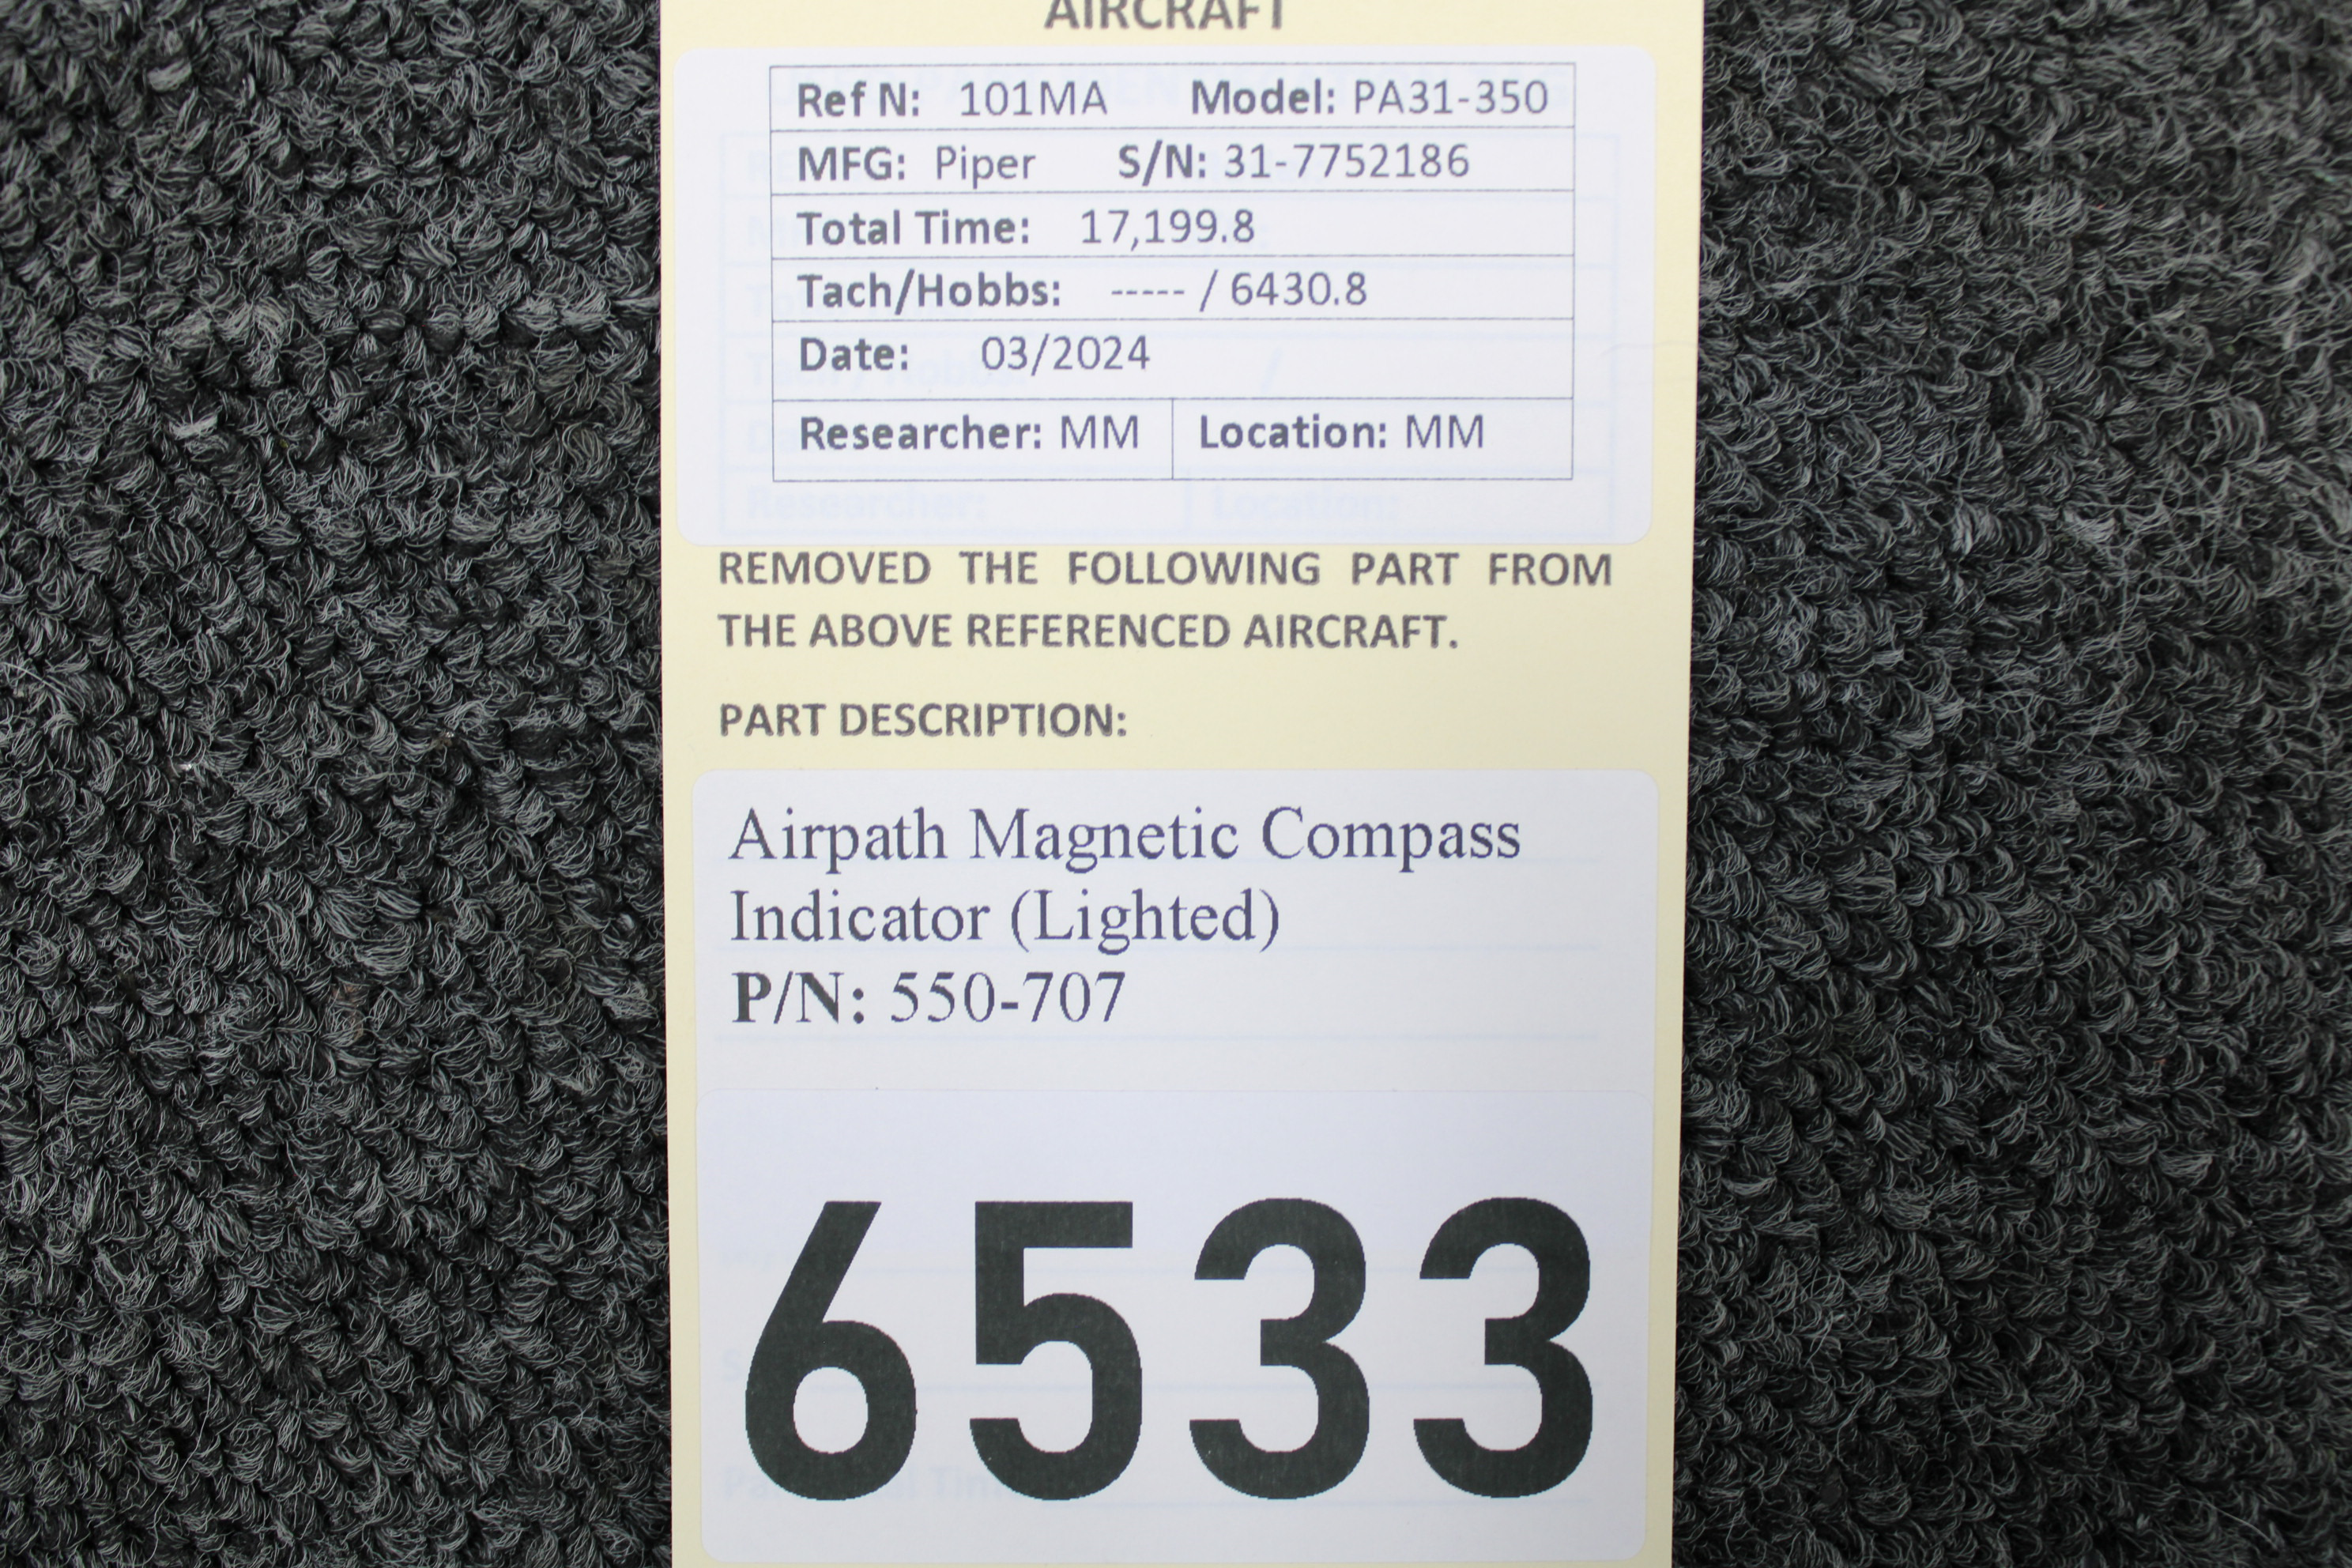 AIRCRAFT
Ref N: 101MA Model: PA31-350
MFG: Piper S/N: 31-7752186
Total Time: 17,199.8
Tach/Hobbs: ----- / 6430.8
Date: 03/2024
Researcher: MM Location: MM
Researcher: Location:
REMOVED THE FOLLOWING PART FROM
THE ABOVE REFERENCED AIRCRAFT.
PART DESCRIPTION:
Airpath Magnetic Compass
Indicator (Lighted)
P/N: 550-707
6533